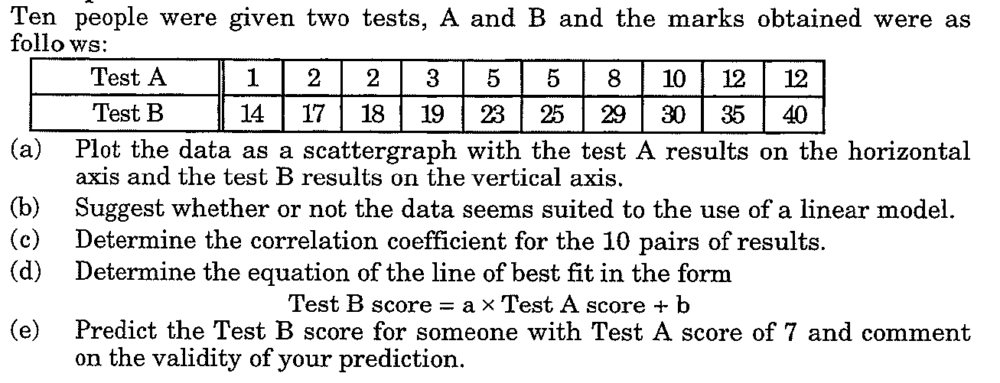 Ten people were given two tests, A and B and the marks obtained were as
follo ws:
Test A 1 2 2 3 5 5 8 10 12 12
Test B 14 17 18 19 23 25 29 30 35 40
(a) Plot the data as a scattergraph with the test A results on the horizontal
axis and the test B results on the vertical axis.
(b) Suggest whether or not the data seems suited to the use of a linear model.
(c) Determine the correlation coefficient for the 10 pairs of results.
(d) Determine the equation of the line of best fit in the form
Test B score = a × Test A score + b
(e) Predict the Test B score for someone with Test A score of 7 and comment
on the validity of your prediction.